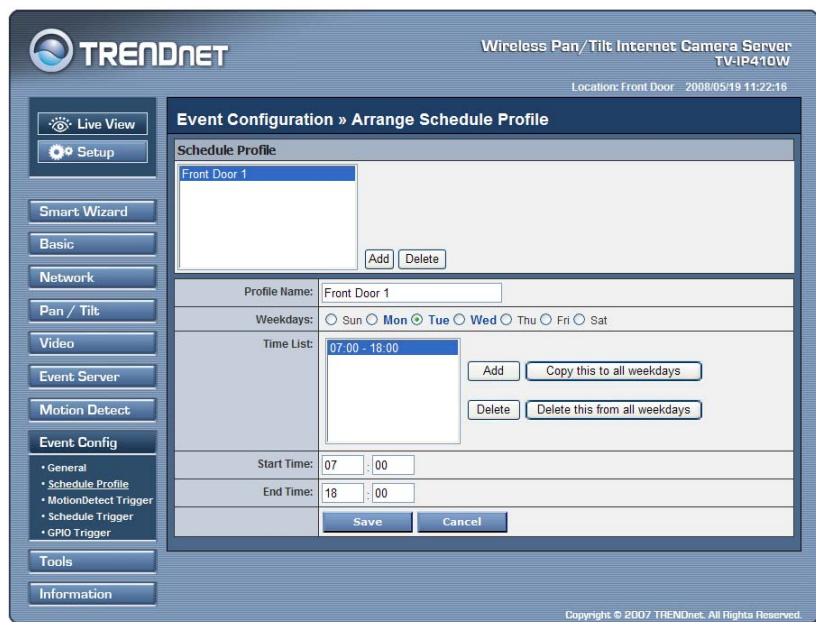 TRENDNET
Wireless Pan/Tilt Internet Camera Server
TV-IP410W
Location: Front Door 2008/05/19 11:22:16
Live View
Setup
Smart Wizard
Basic
Network
Pan / Tilt
Video
Event Server
Motion Detect
Event Config
• General
• Schedule Profile
• MotionDetect Trigger
• Schedule Trigger
• GPIO Trigger
Tools
Information
Event Configuration » Arrange Schedule Profile
Schedule Profile
Front Door 1
Add Delete
Profile Name: Front Door 1
Weekdays: Sun Mon Tue Wed Thu Fri Sat
Time List: 07:00 - 18:00
Add Copy this to all weekdays
Delete Delete this from all weekdays
Start Time: 07 : 00
End Time: 18 : 00
Save Cancel
Copyright © 2007 TRENDnet. All Rights Reserved.